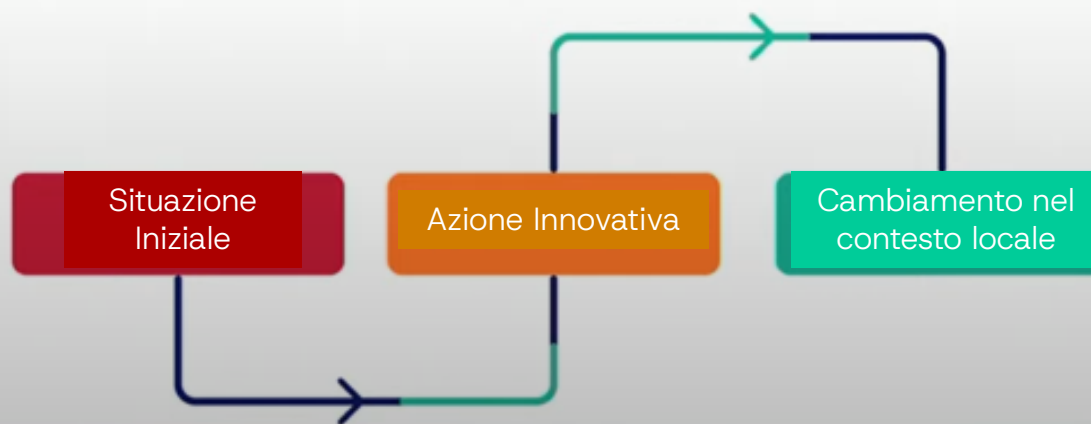 Situazione
Iniziale
Azione Innovativa
Cambiamento nel
contesto locale